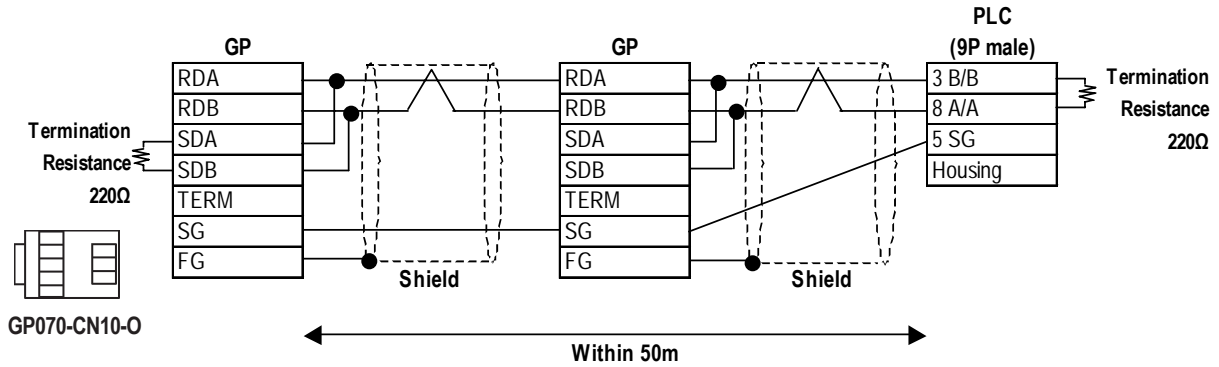 PLC
(9P male)
GP
GP
RDA
RDB
SDA
SDB
TERM
SG
FG
RDA
RDB
SDA
SDB
TERM
SG
FG
3 B/B
8 A/A
5 SG
Housing
Termination
Resistance
220Ω
Termination
Resistance
220Ω
Shield
Shield
GP070-CN10-O
Within 50m